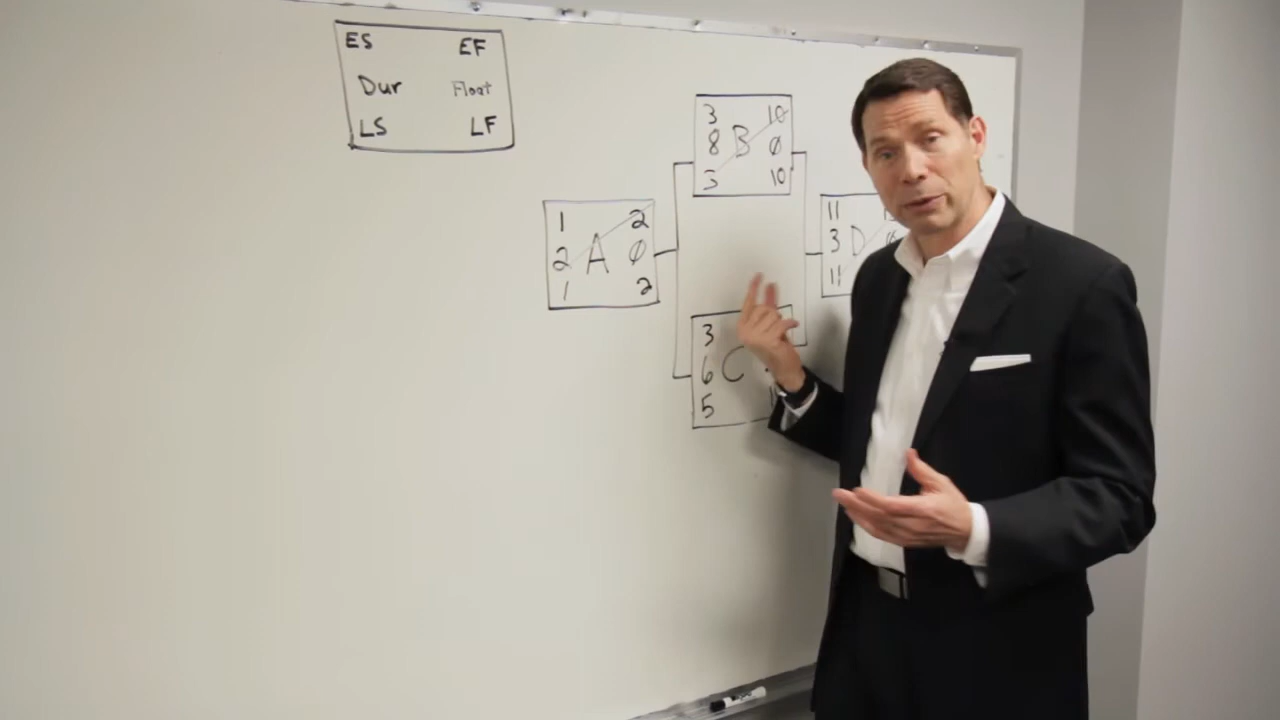 ES EF
Dur Float
LS LF
3 10
8 B 0
3 10
1 2
2 A 0
1 2
11
3 D
11
3
6 C
5